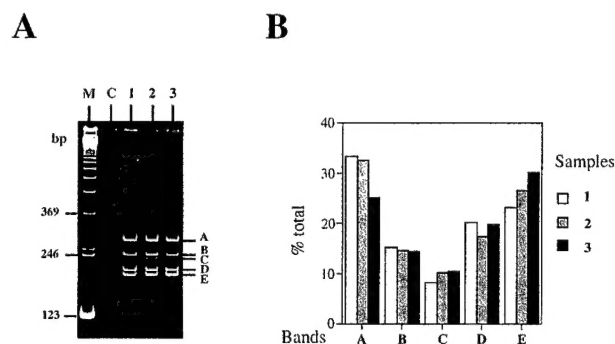 A
M C 1 2 3
bp
369
246
123
A
B
C
D
E
B
40
30
20
10
0
% total
Bands A B C D E
Samples
1
2
3